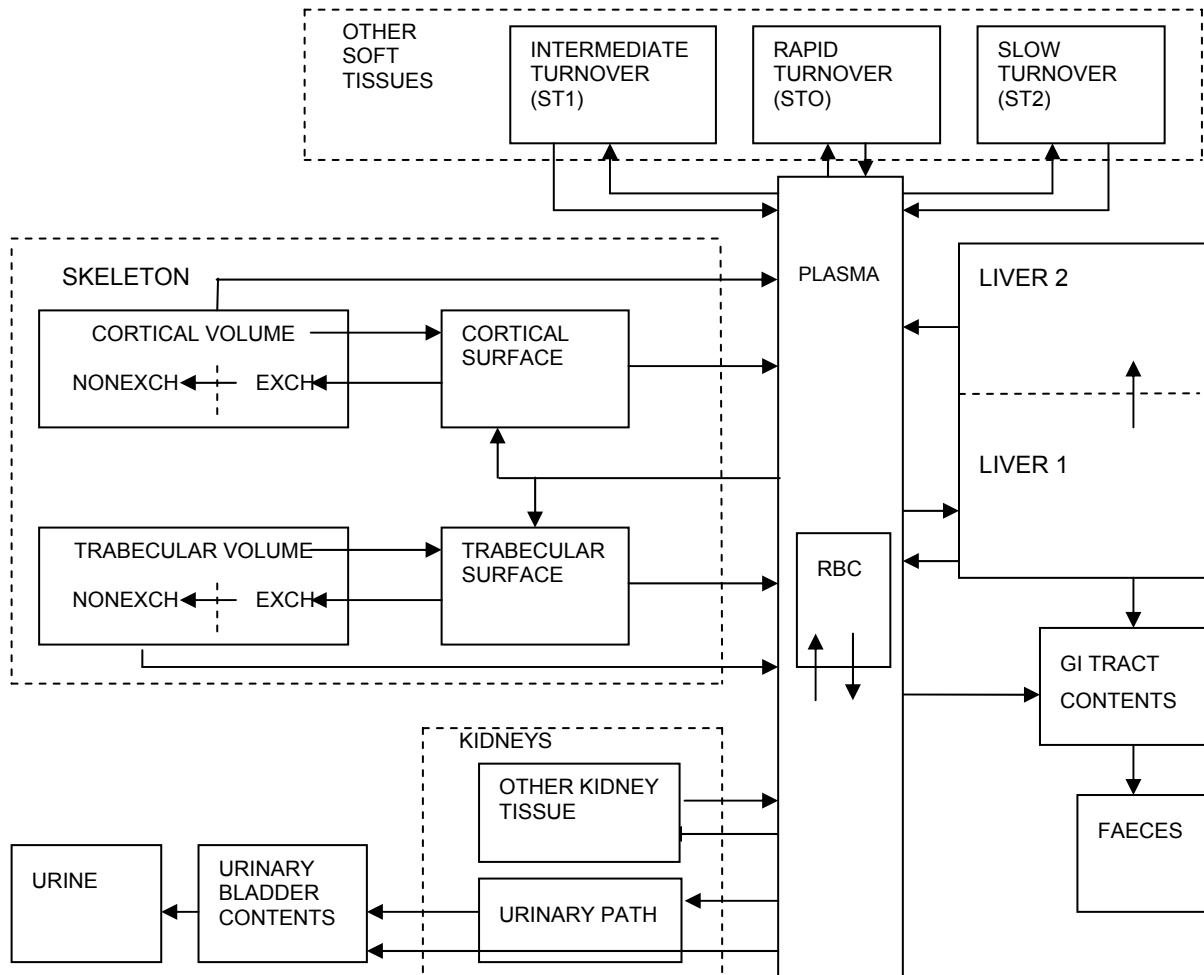 OTHER
SOFT
TISSUES
INTERMEDIATE
TURNOVER
(ST1)
RAPID
TURNOVER
(STO)
SLOW
TURNOVER
(ST2)
SKELETON
PLASMA
LIVER 2
CORTICAL VOLUME
NONEXCH
EXCH
CORTICAL
SURFACE
LIVER 1
TRABECULAR VOLUME
NONEXCH
EXCH
TRABECULAR
SURFACE
RBC
GI TRACT
CONTENTS
KIDNEYS
OTHER KIDNEY
TISSUE
FAECES
URINE
URINARY
BLADDER
CONTENTS
URINARY PATH